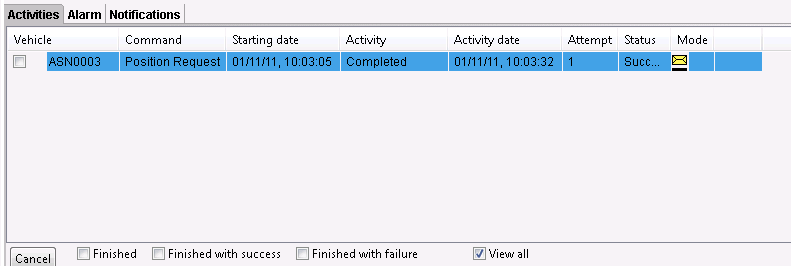 Activities Alarm Notifications
Vehicle Command Starting date Activity Activity date Attempt Status Mode
ASN0003 Position Request 01/11/11, 10:03:05 Completed 01/11/11, 10:03:32 1 Succ...
Cancel Finished Finished with success Finished with failure View all